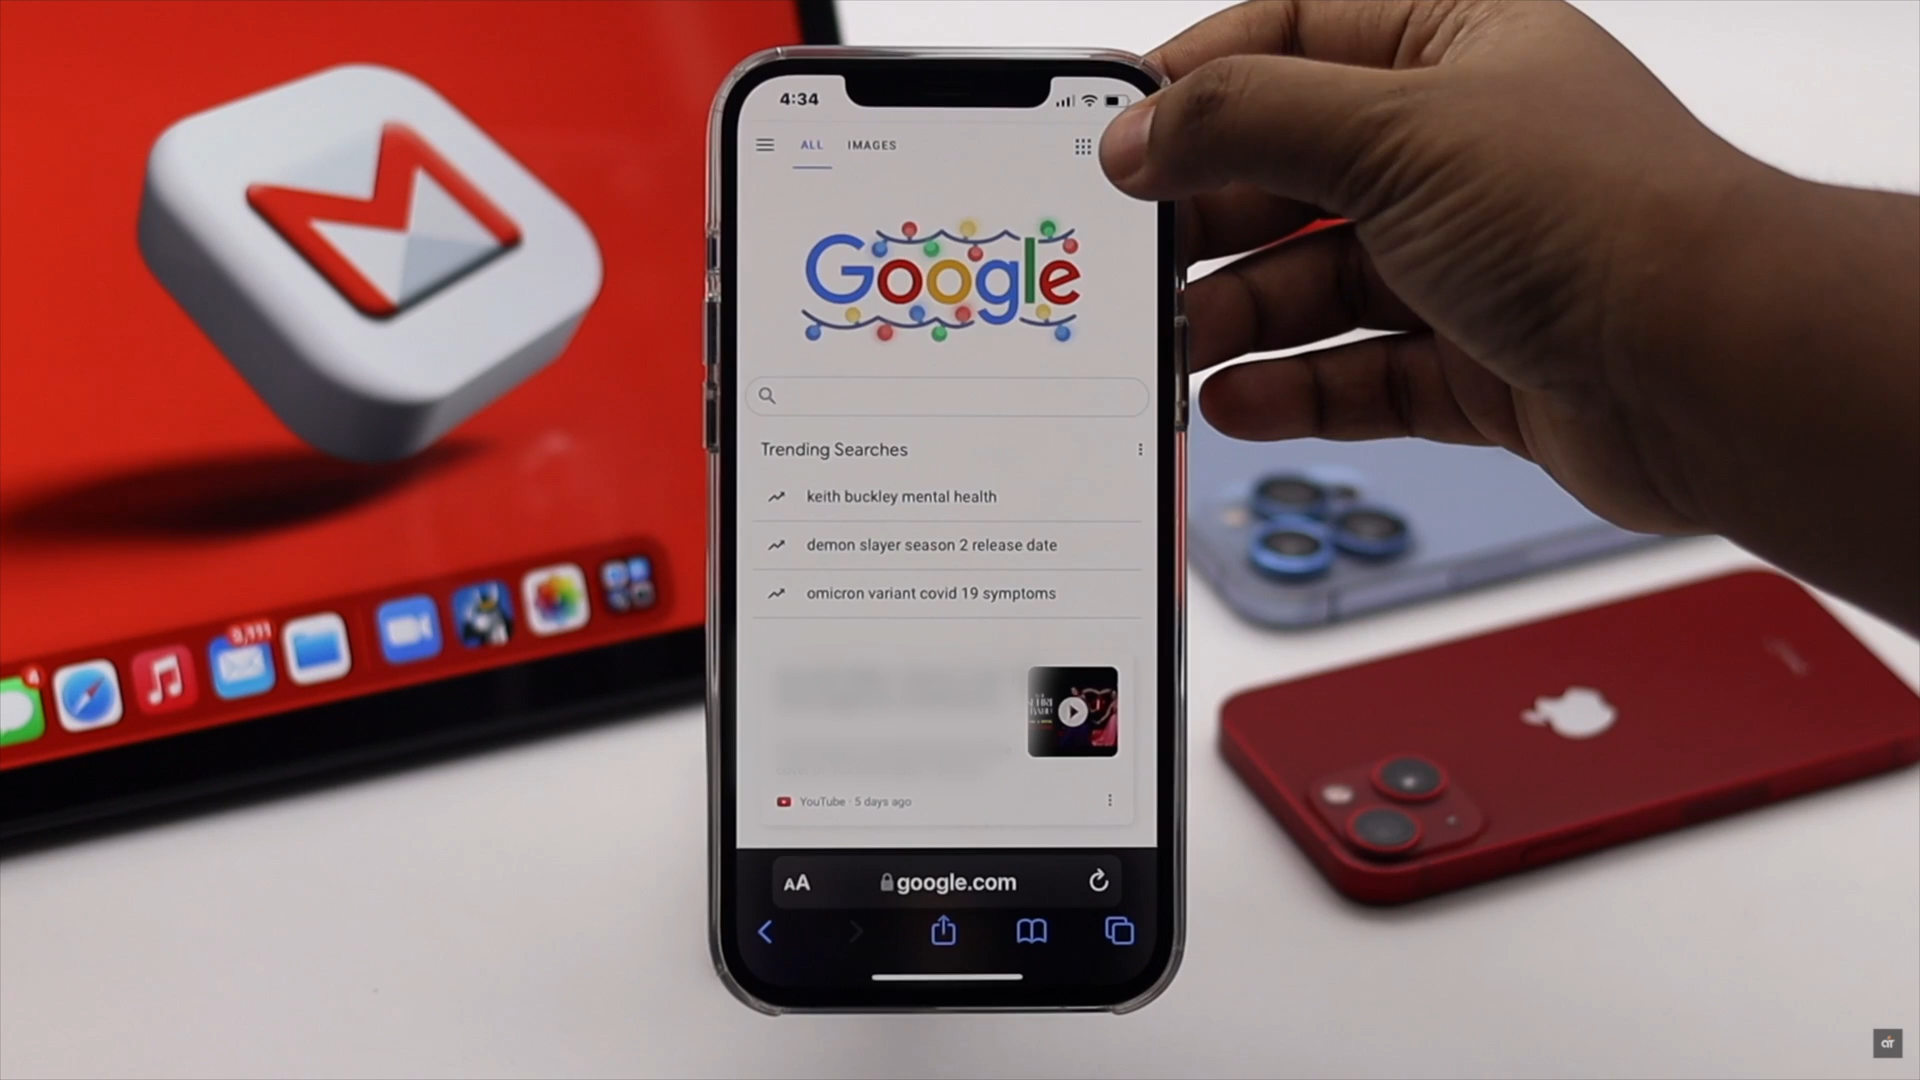 4:34
ALL IMAGES
Google
Trending Searches
keith buckley mental health
demon slayer season 2 release date
omicron variant covid 19 symptoms
YouTube · 5 days ago
AA google.com
4